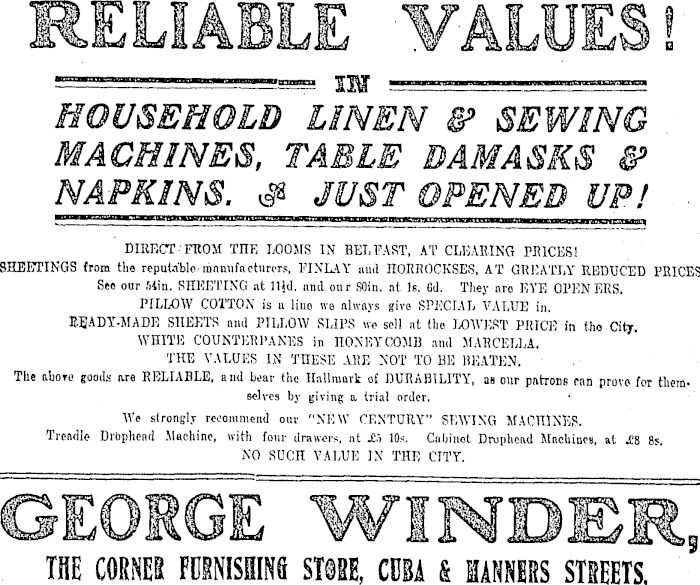 RELIABLE VALUES!
IN
HOUSEHOLD LINEN & SEWING
MACHINES, TABLE DAMASKS &
NAPKINS. JUST OPENED UP!
DIRECT FROM THE LOOMS IN BELFAST, AT CLEARING PRICES!
SHEETINGS from the reputable manufacturers, FINLAY and HORROCKSES, AT GREATLY REDUCED PRICES
See our 54in. SHEETING at 11½d. and our 80in. at 1s. 6d. They are EYE OPENERS.
PILLOW COTTON is a line we always give SPECIAL VALUE in.
READY-MADE SHEETS and PILLOW SLIPS we sell at the LOWEST PRICE in the City.
WHITE COUNTERPANES in HONEYCOMB and MARCELLA.
THE VALUES IN THESE ARE NOT TO BE BEATEN.
The above goods are RELIABLE, and bear the Hallmark of DURABILITY, as our patrons can prove for them-
selves by giving a trial order.
We strongly recommend our "NEW CENTURY" SEWING MACHINES.
Treadle Drophead Machine, with four drawers, at £5 10s. Cabinet Drophead Machines, at £8 8s.
NO SUCH VALUE IN THE CITY.
GEORGE WINDER,
THE CORNER FURNISHING STORE, CUBA & MANNERS STREETS.